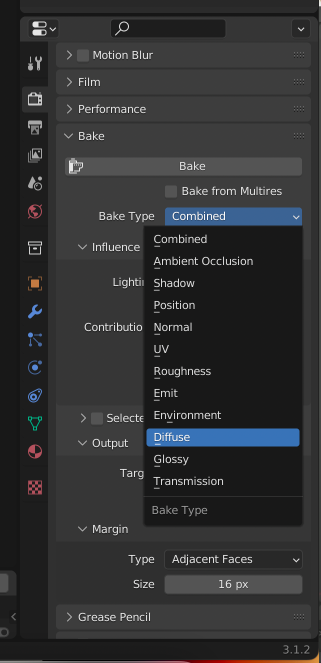 Motion Blur
Film
Performance
Bake
Bake
Bake from Multires
Bake Type Combined
Influence
Combined
Ambient Occlusion
Shadow
Position
Normal
UV
Roughness
Emit
Environment
Diffuse
Glossy
Transmission
Bake Type
Lightin
Contributio
Selecte
Output
Targ
Margin
Type Adjacent Faces
Size 16 px
Grease Pencil
3.1.2